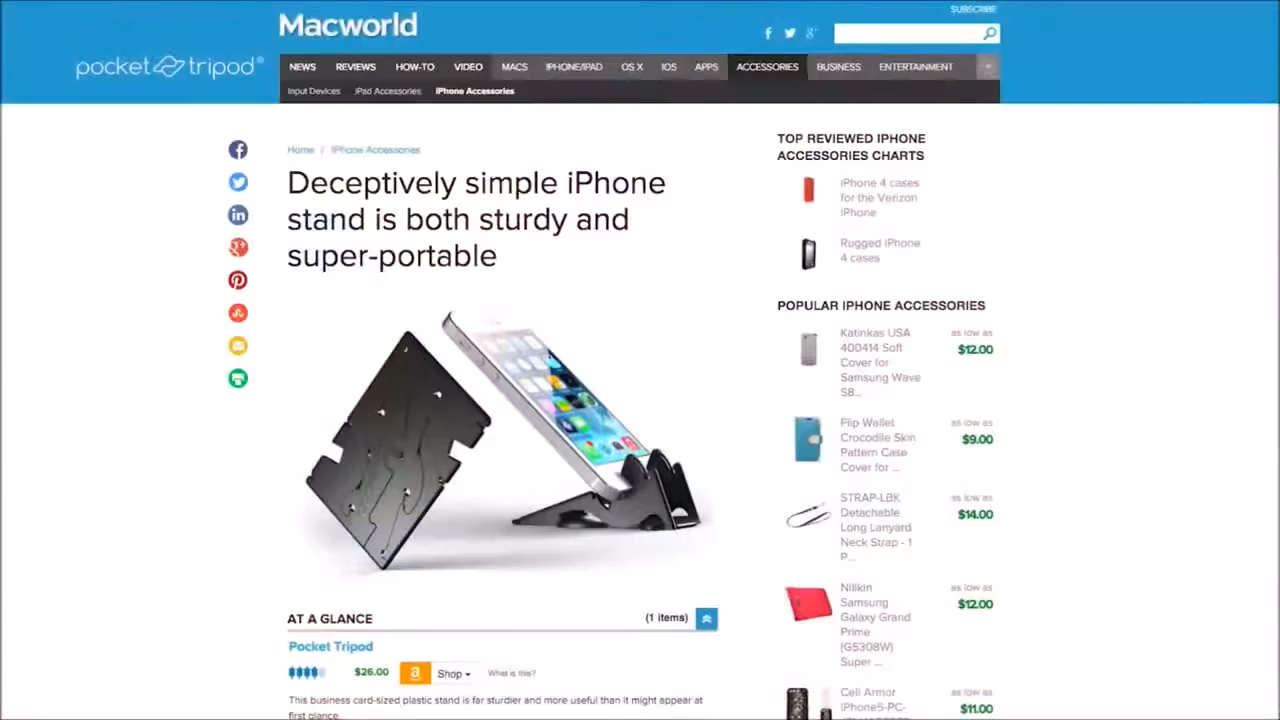 SUBSCRIBE
Macworld
pocket tripod®
NEWS REVIEWS HOW-TO VIDEO MACS IPHONE/IPAD OS X IOS APPS ACCESSORIES BUSINESS ENTERTAINMENT
Input Devices iPad Accessories iPhone Accessories
Home / iPhone Accessories
Deceptively simple iPhone
stand is both sturdy and
super-portable
AT A GLANCE (1 items)
Pocket Tripod
$26.00 a Shop What is this?
This business card-sized plastic stand is far sturdier and more useful than it might appear at
first glance.
TOP REVIEWED IPHONE
ACCESSORIES CHARTS
iPhone 4 cases
for the Verizon
iPhone
Rugged iPhone
4 cases
POPULAR IPHONE ACCESSORIES
Katinkas USA as low as
400414 Soft $12.00
Cover for
Samsung Wave
S8...
Flip Wallet as low as
Crocodile Skin $9.00
Pattern Case
Cover for ...
STRAP-LBK as low as
Detachable $14.00
Long Lanyard
Neck Strap - 1
P...
Nillkin as low as
Samsung $12.00
Galaxy Grand
Prime
(G5308W)
Super ...
Cell Armor as low as
iPhone5-PC- $11.00